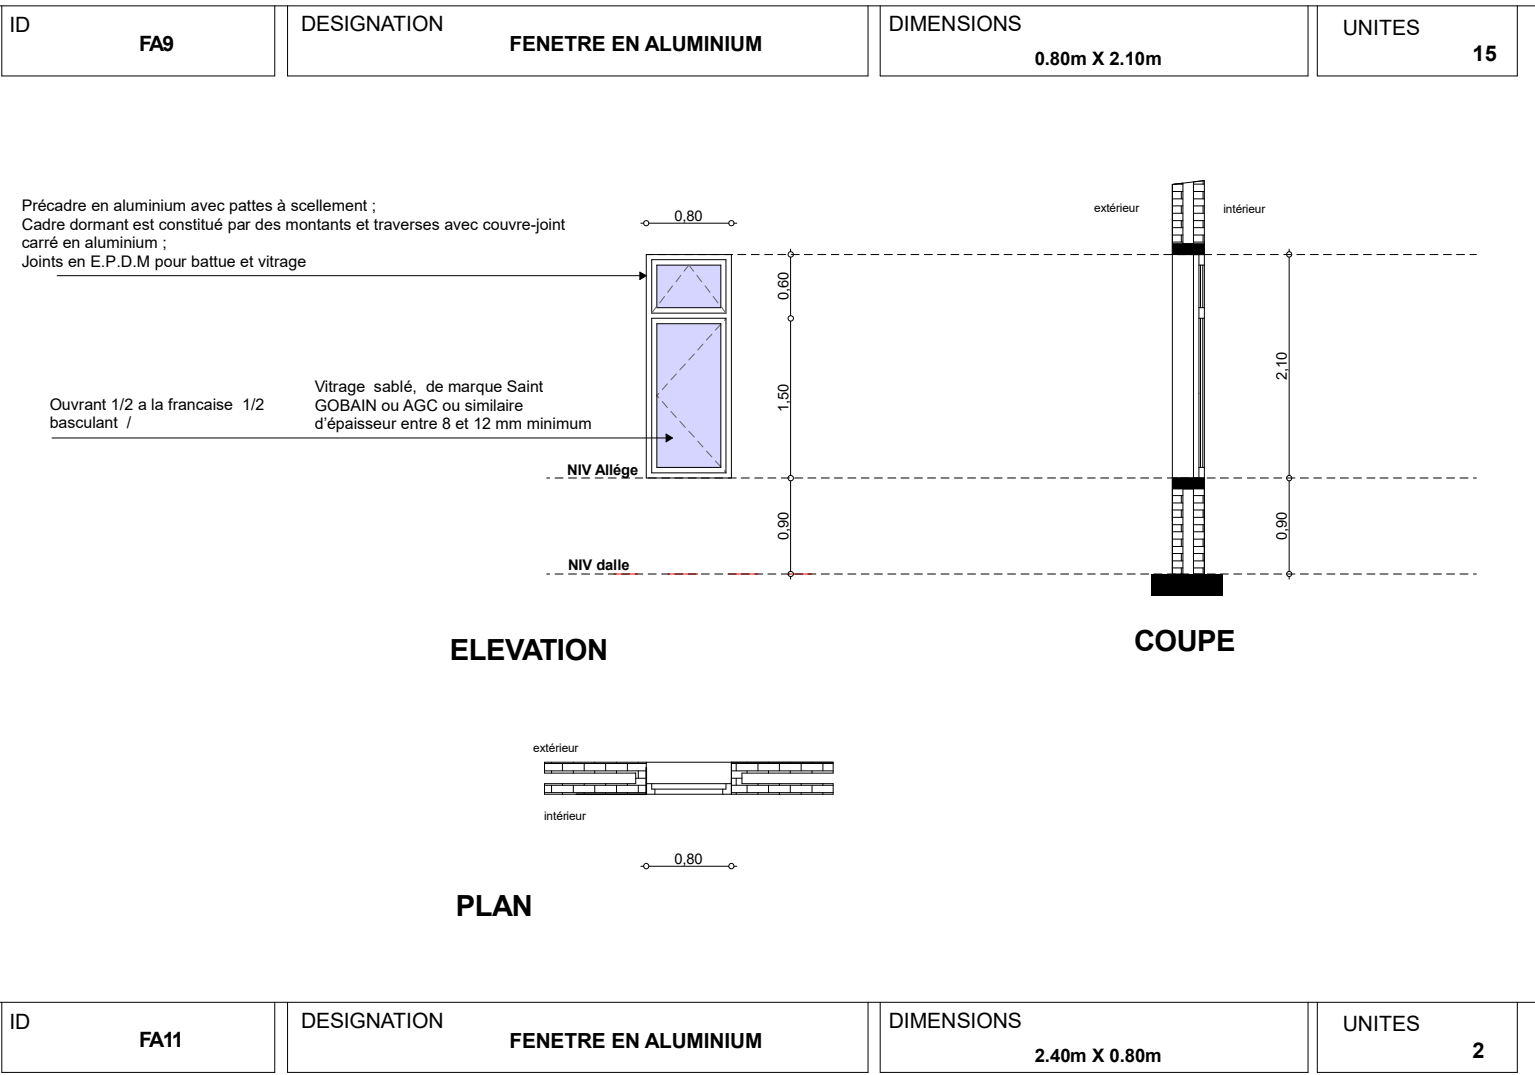 ID
FA9
DESIGNATION
FENETRE EN ALUMINIUM
DIMENSIONS
0.80m X 2.10m
UNITES
15
Précadre en aluminium avec pattes à scellement ;
Cadre dormant est constitué par des montants et traverses avec couvre-joint
carré en aluminium ;
Joints en E.P.D.M pour battue et vitrage
0,80
extérieur
intérieur
0,60
2,10
1,50
Ouvrant 1/2 a la francaise 1/2
basculant /
Vitrage sablé, de marque Saint
GOBAIN ou AGC ou similaire
d'épaisseur entre 8 et 12 mm minimum
NIV Allége
0,90
0,90
NIV dalle
ELEVATION
COUPE
extérieur
intérieur
0,80
PLAN
ID
FA11
DESIGNATION
FENETRE EN ALUMINIUM
DIMENSIONS
2.40m X 0.80m
UNITES
2